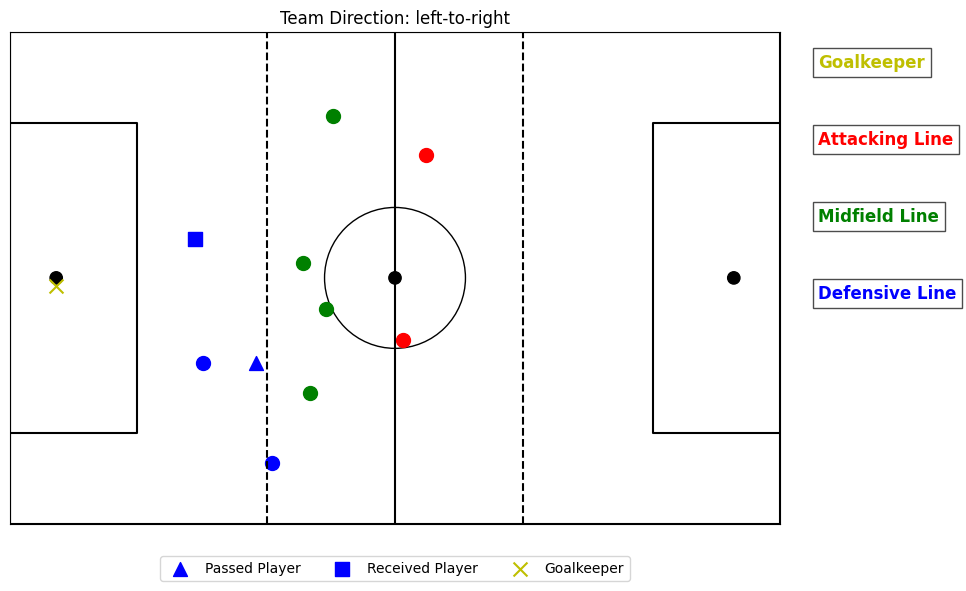 Team Direction: left-to-right
Goalkeeper
Attacking Line
Midfield Line
Defensive Line
Passed Player
Received Player
Goalkeeper